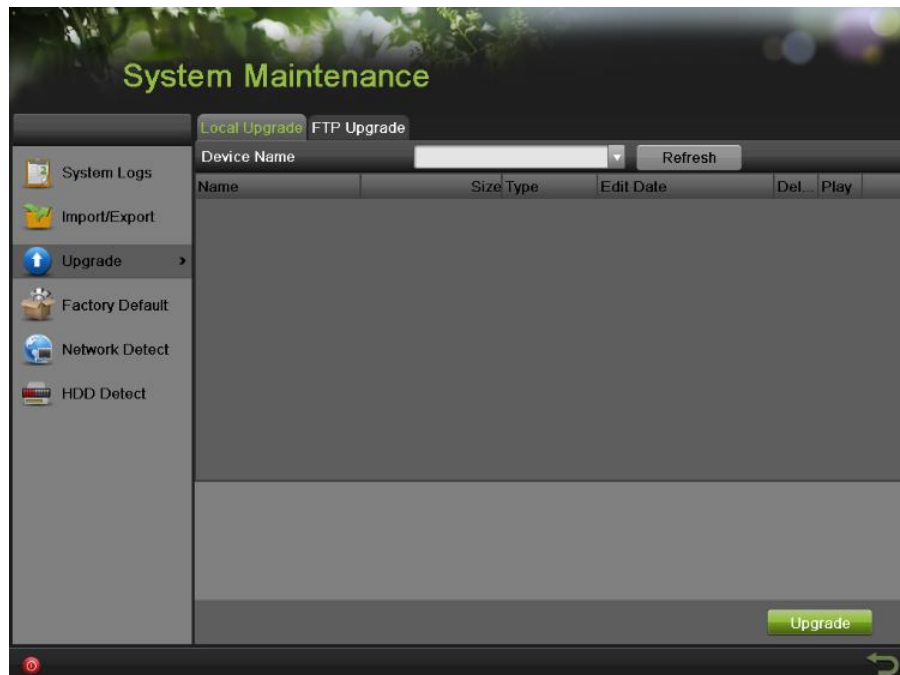 System Maintenance
Local Upgrade FTP Upgrade
Device Name Refresh
Name Size Type Edit Date Del... Play
System Logs
Import/Export
Upgrade
Factory Default
Network Detect
HDD Detect
Upgrade